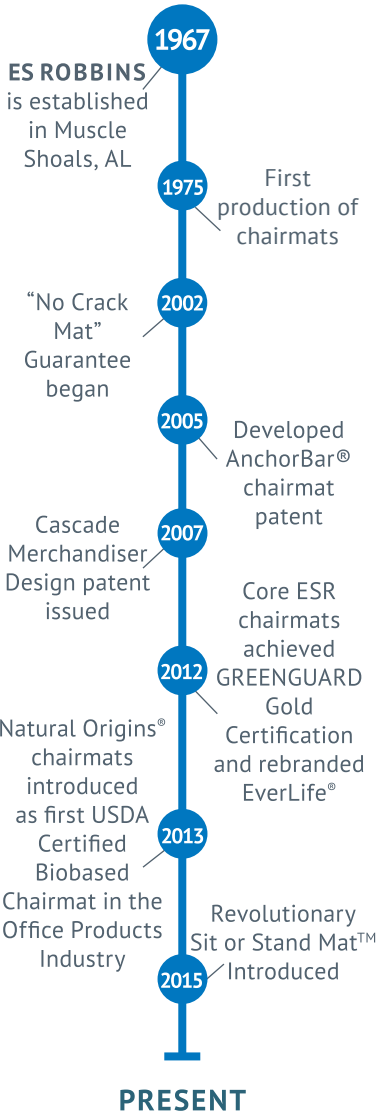 1967
ES ROBBINS
is established
in Muscle
Shoals, AL
1975
First
production of
chairmats
2002
“No Crack
Mat”
Guarantee
began
2005
Developed
AnchorBar®
chairmat
patent
2007
Cascade
Merchandiser
Design patent
issued
2012
Core ESR
chairmats
achieved
GREENGUARD
Gold
Certification
and rebranded
EverLife®
2013
Natural Origins®
chairmats
introduced
as first USDA
Certified
Biobased
Chairmat in the
Office Products
Industry
2015
Revolutionary
Sit or Stand Mat™
Introduced
PRESENT